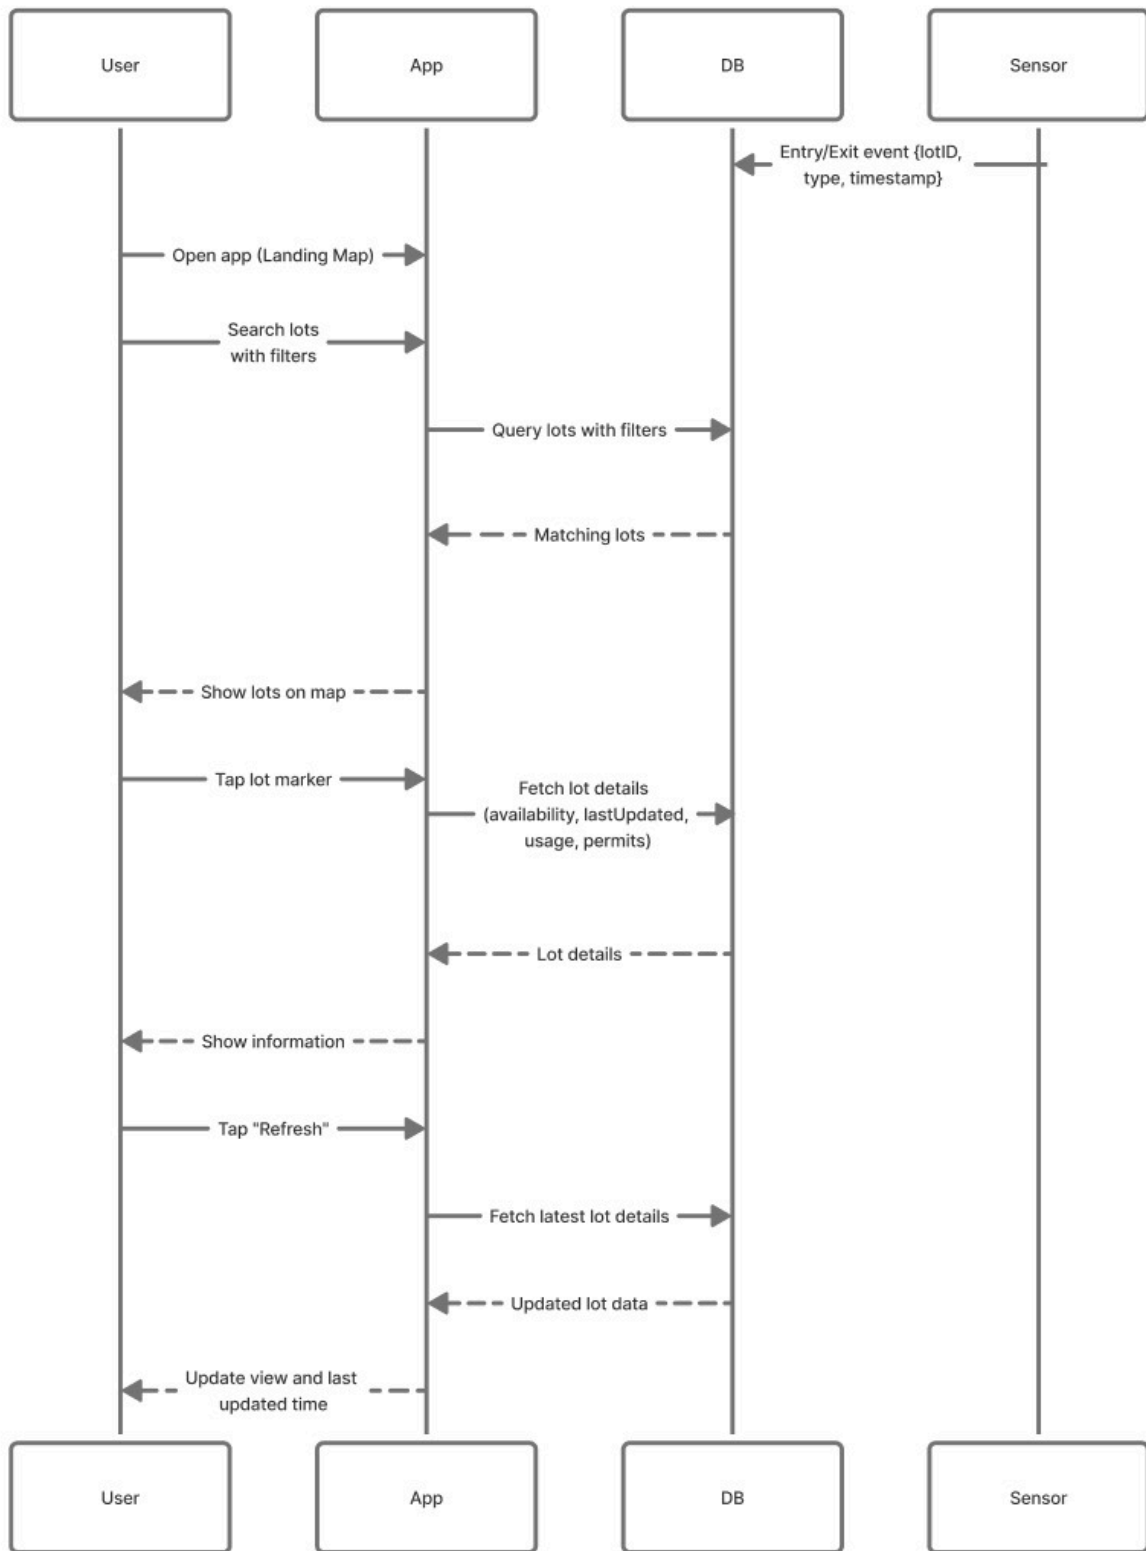 User
App
DB
Sensor
Entry/Exit event {lotID,
type, timestamp}
Open app (Landing Map)
Search lots
with filters
Query lots with filters
Matching lots
Show lots on map
Tap lot marker
Fetch lot details
(availability, lastUpdated,
usage, permits)
Lot details
Show information
Tap "Refresh"
Fetch latest lot details
Updated lot data
Update view and last
updated time
User
App
DB
Sensor